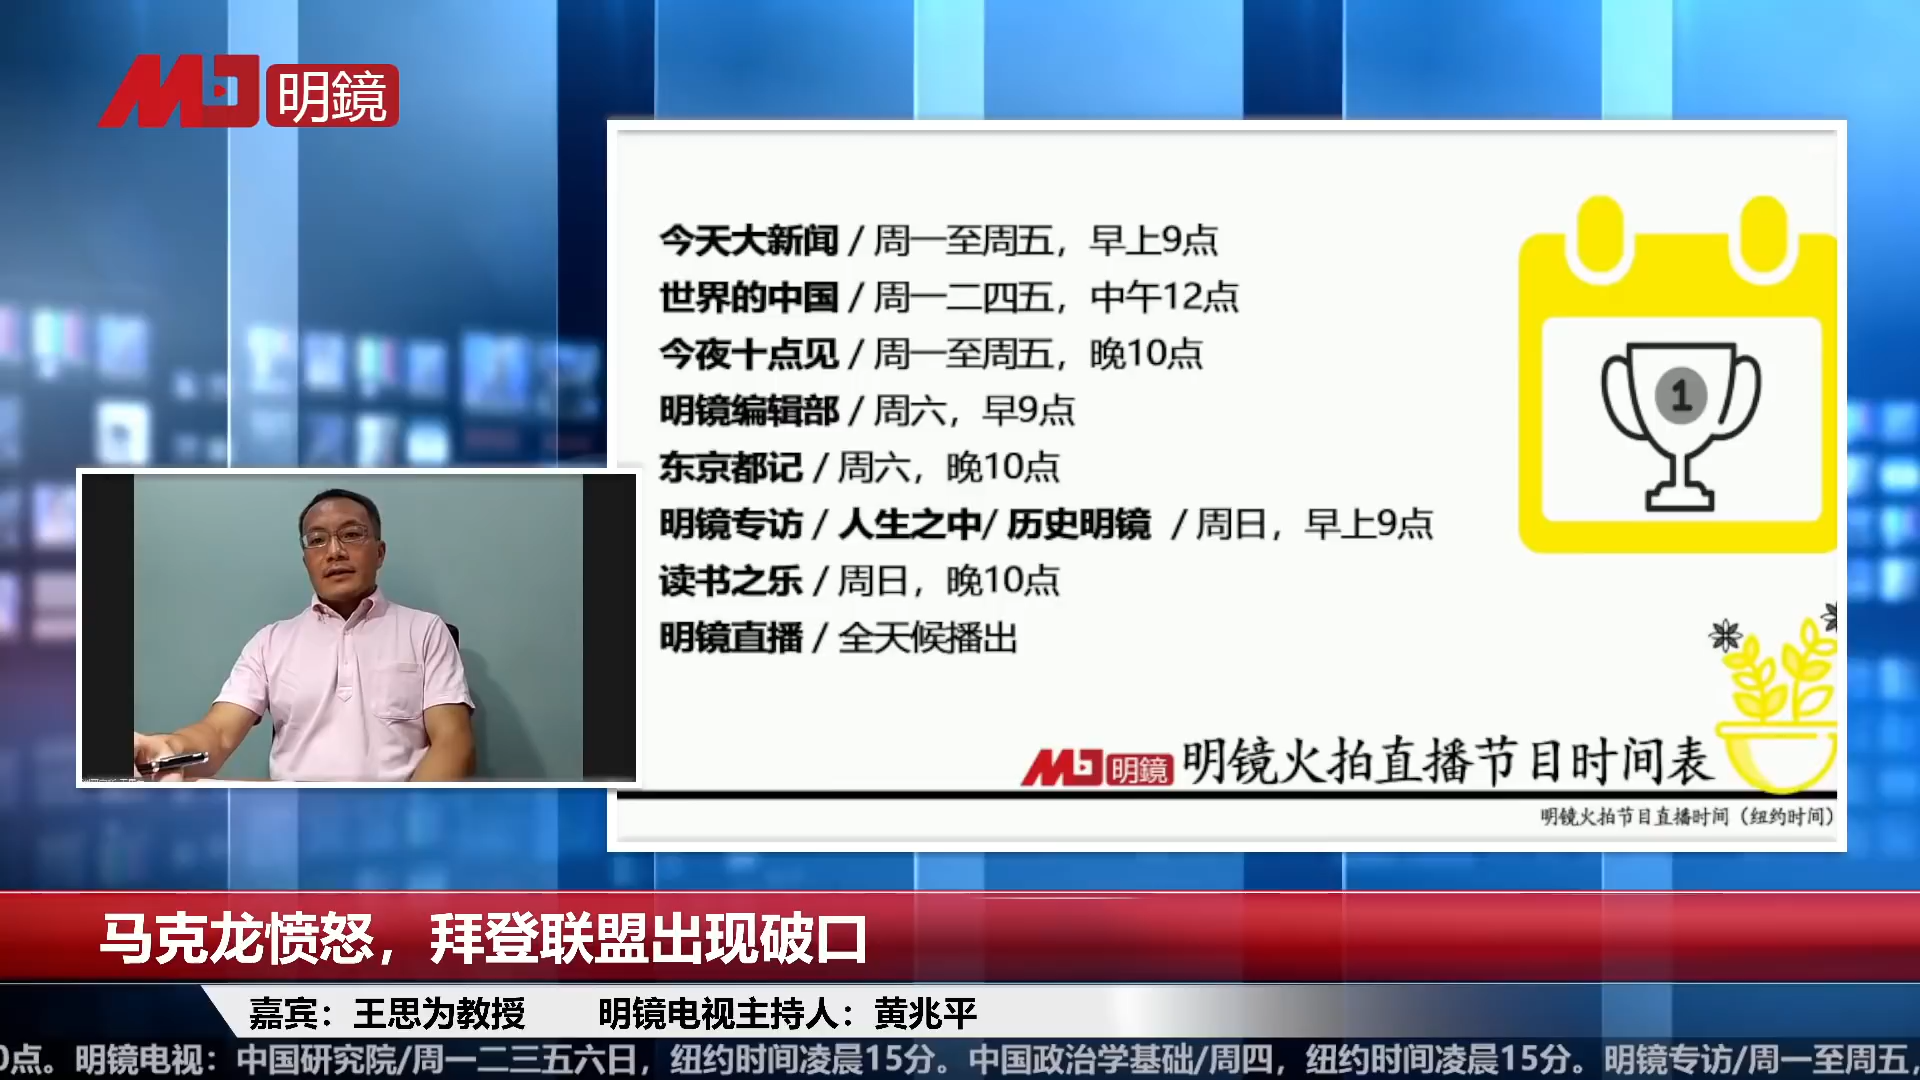 明鏡
今天大新闻 / 周一至周五，早上9点
世界的中国 / 周一二四五，中午12点
今夜十点见 / 周一至周五，晚10点
明镜编辑部 / 周六，早9点
东京都记 / 周六，晚10点
明镜专访 / 人生之中/ 历史明镜 / 周日，早上9点
读书之乐 / 周日，晚10点
明镜直播 / 全天候播出
1
明鏡 明镜火拍直播节目时间表
明镜火拍节目直播时间（纽约时间）
马克龙愤怒，拜登联盟出现破口
嘉宾：王思为教授 明镜电视主持人：黄兆平
0点。明镜电视：中国研究院/周一二三五六日，纽约时间凌晨15分。中国政治学基础/周四，纽约时间凌晨15分。明镜专访/周一至周五，